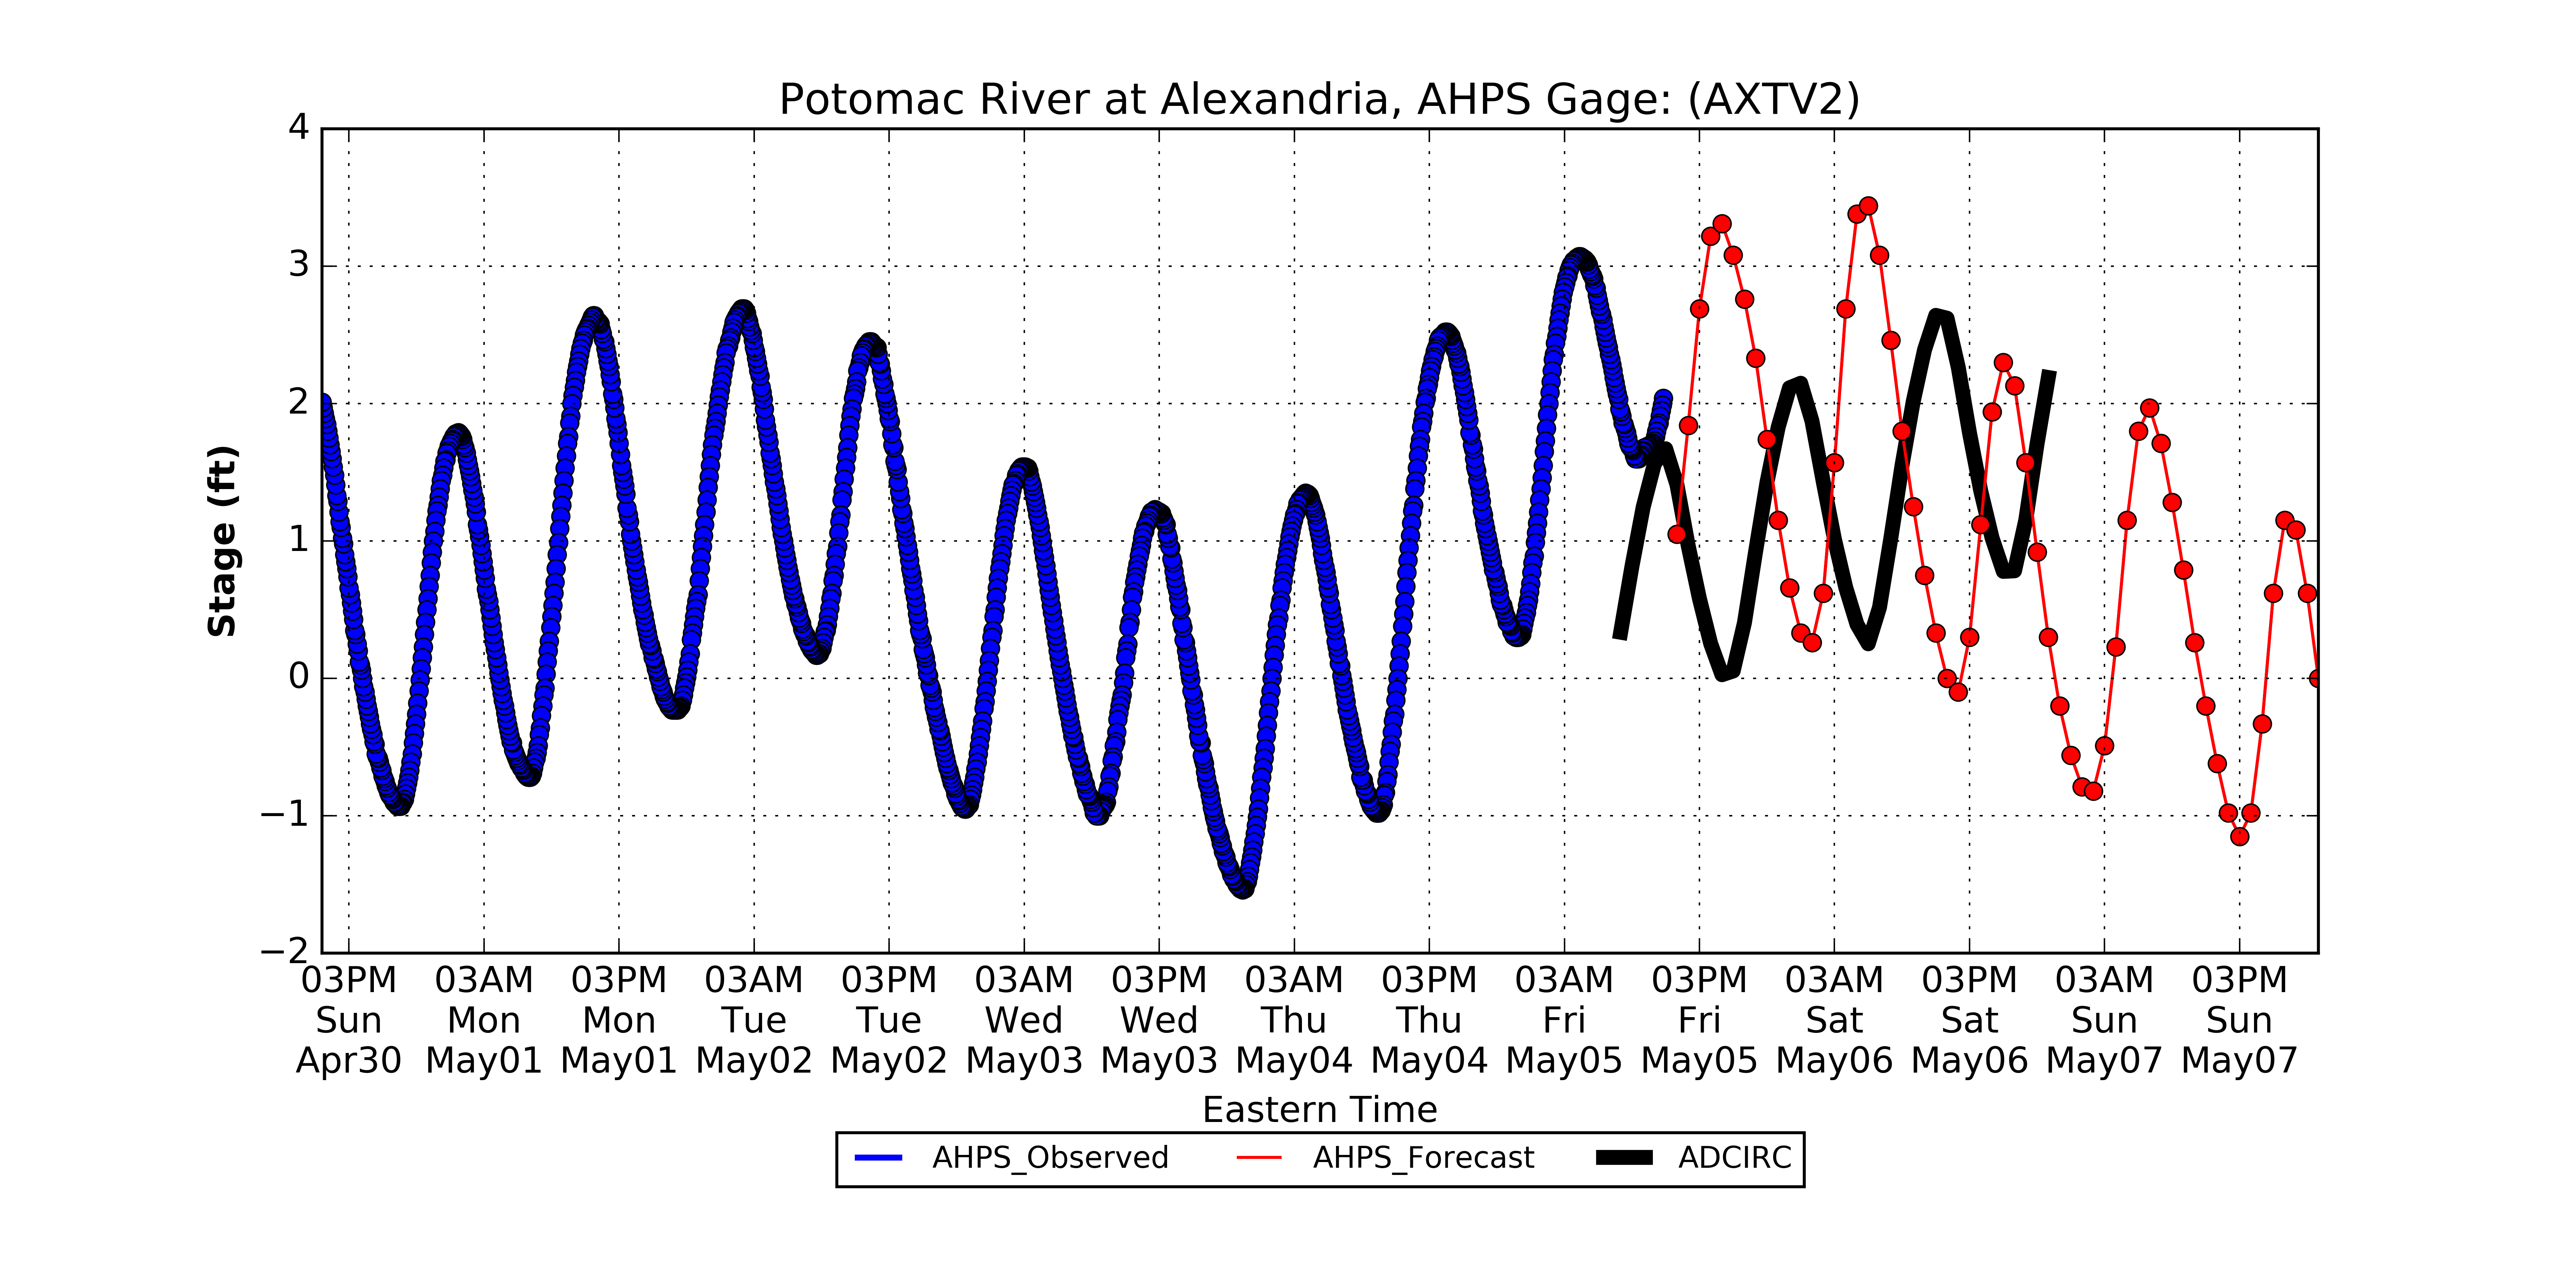 Potomac River at Alexandria, AHPS Gage: (AXTV2)
4
3
2
1
0
−1
−2
Stage (ft)
03PM 03AM 03PM 03AM 03PM 03AM 03PM 03AM 03PM 03AM 03PM 03AM 03PM 03AM 03PM
Sun Mon Mon Tue Tue Wed Wed Thu Thu Fri Fri Sat Sat Sun Sun
Apr30 May01 May01 May02 May02 May03 May03 May04 May04 May05 May05 May06 May06 May07 May07
Eastern Time
AHPS_Observed AHPS_Forecast ADCIRC